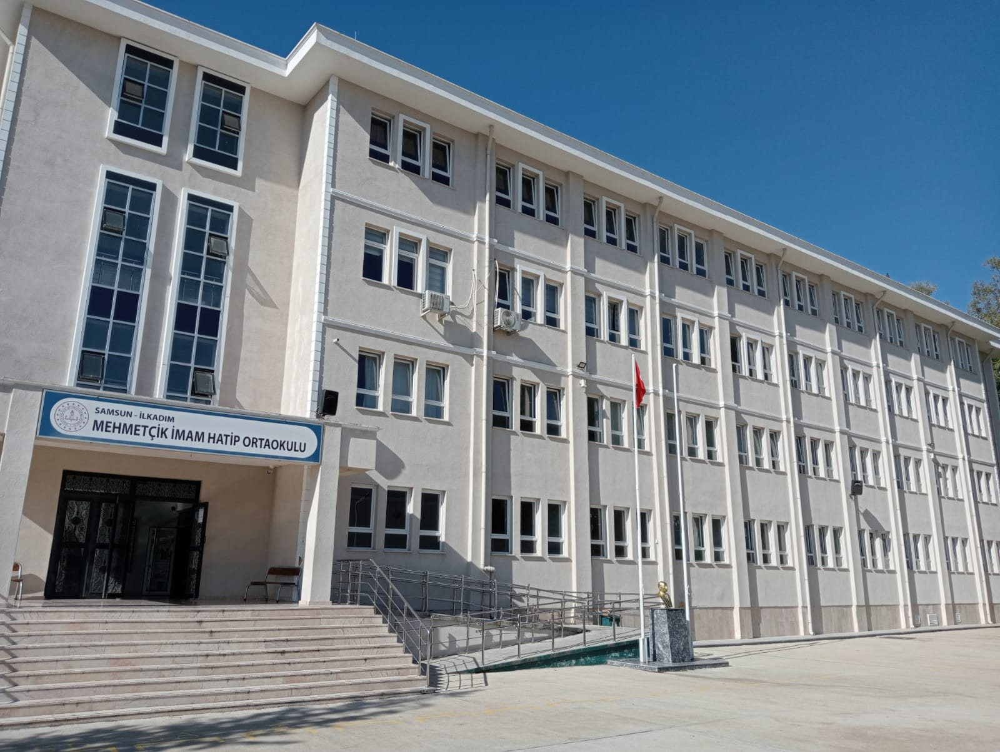 SAMSUN - İLKADIM
MEHMETÇİK İMAM HATİP ORTAOKULU